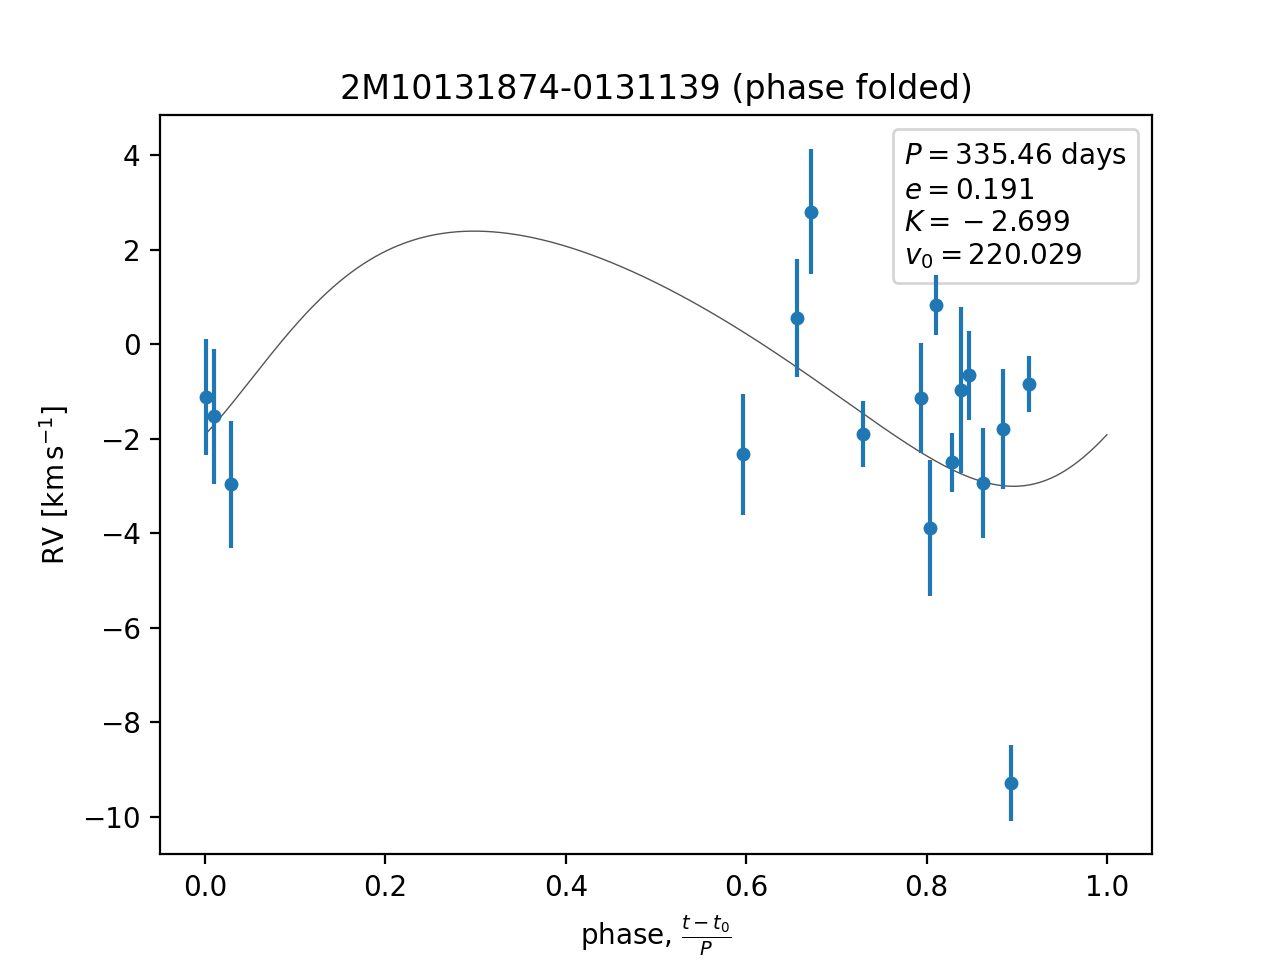 2M10131874-0131139 (phase folded)
P = 335.46 days
e = 0.191
K = −2.699
v₀ = 220.029
RV [km s⁻¹]
4
2
0
−2
−4
−6
−8
−10
0.0 0.2 0.4 0.6 0.8 1.0
phase, (t − t₀)/P